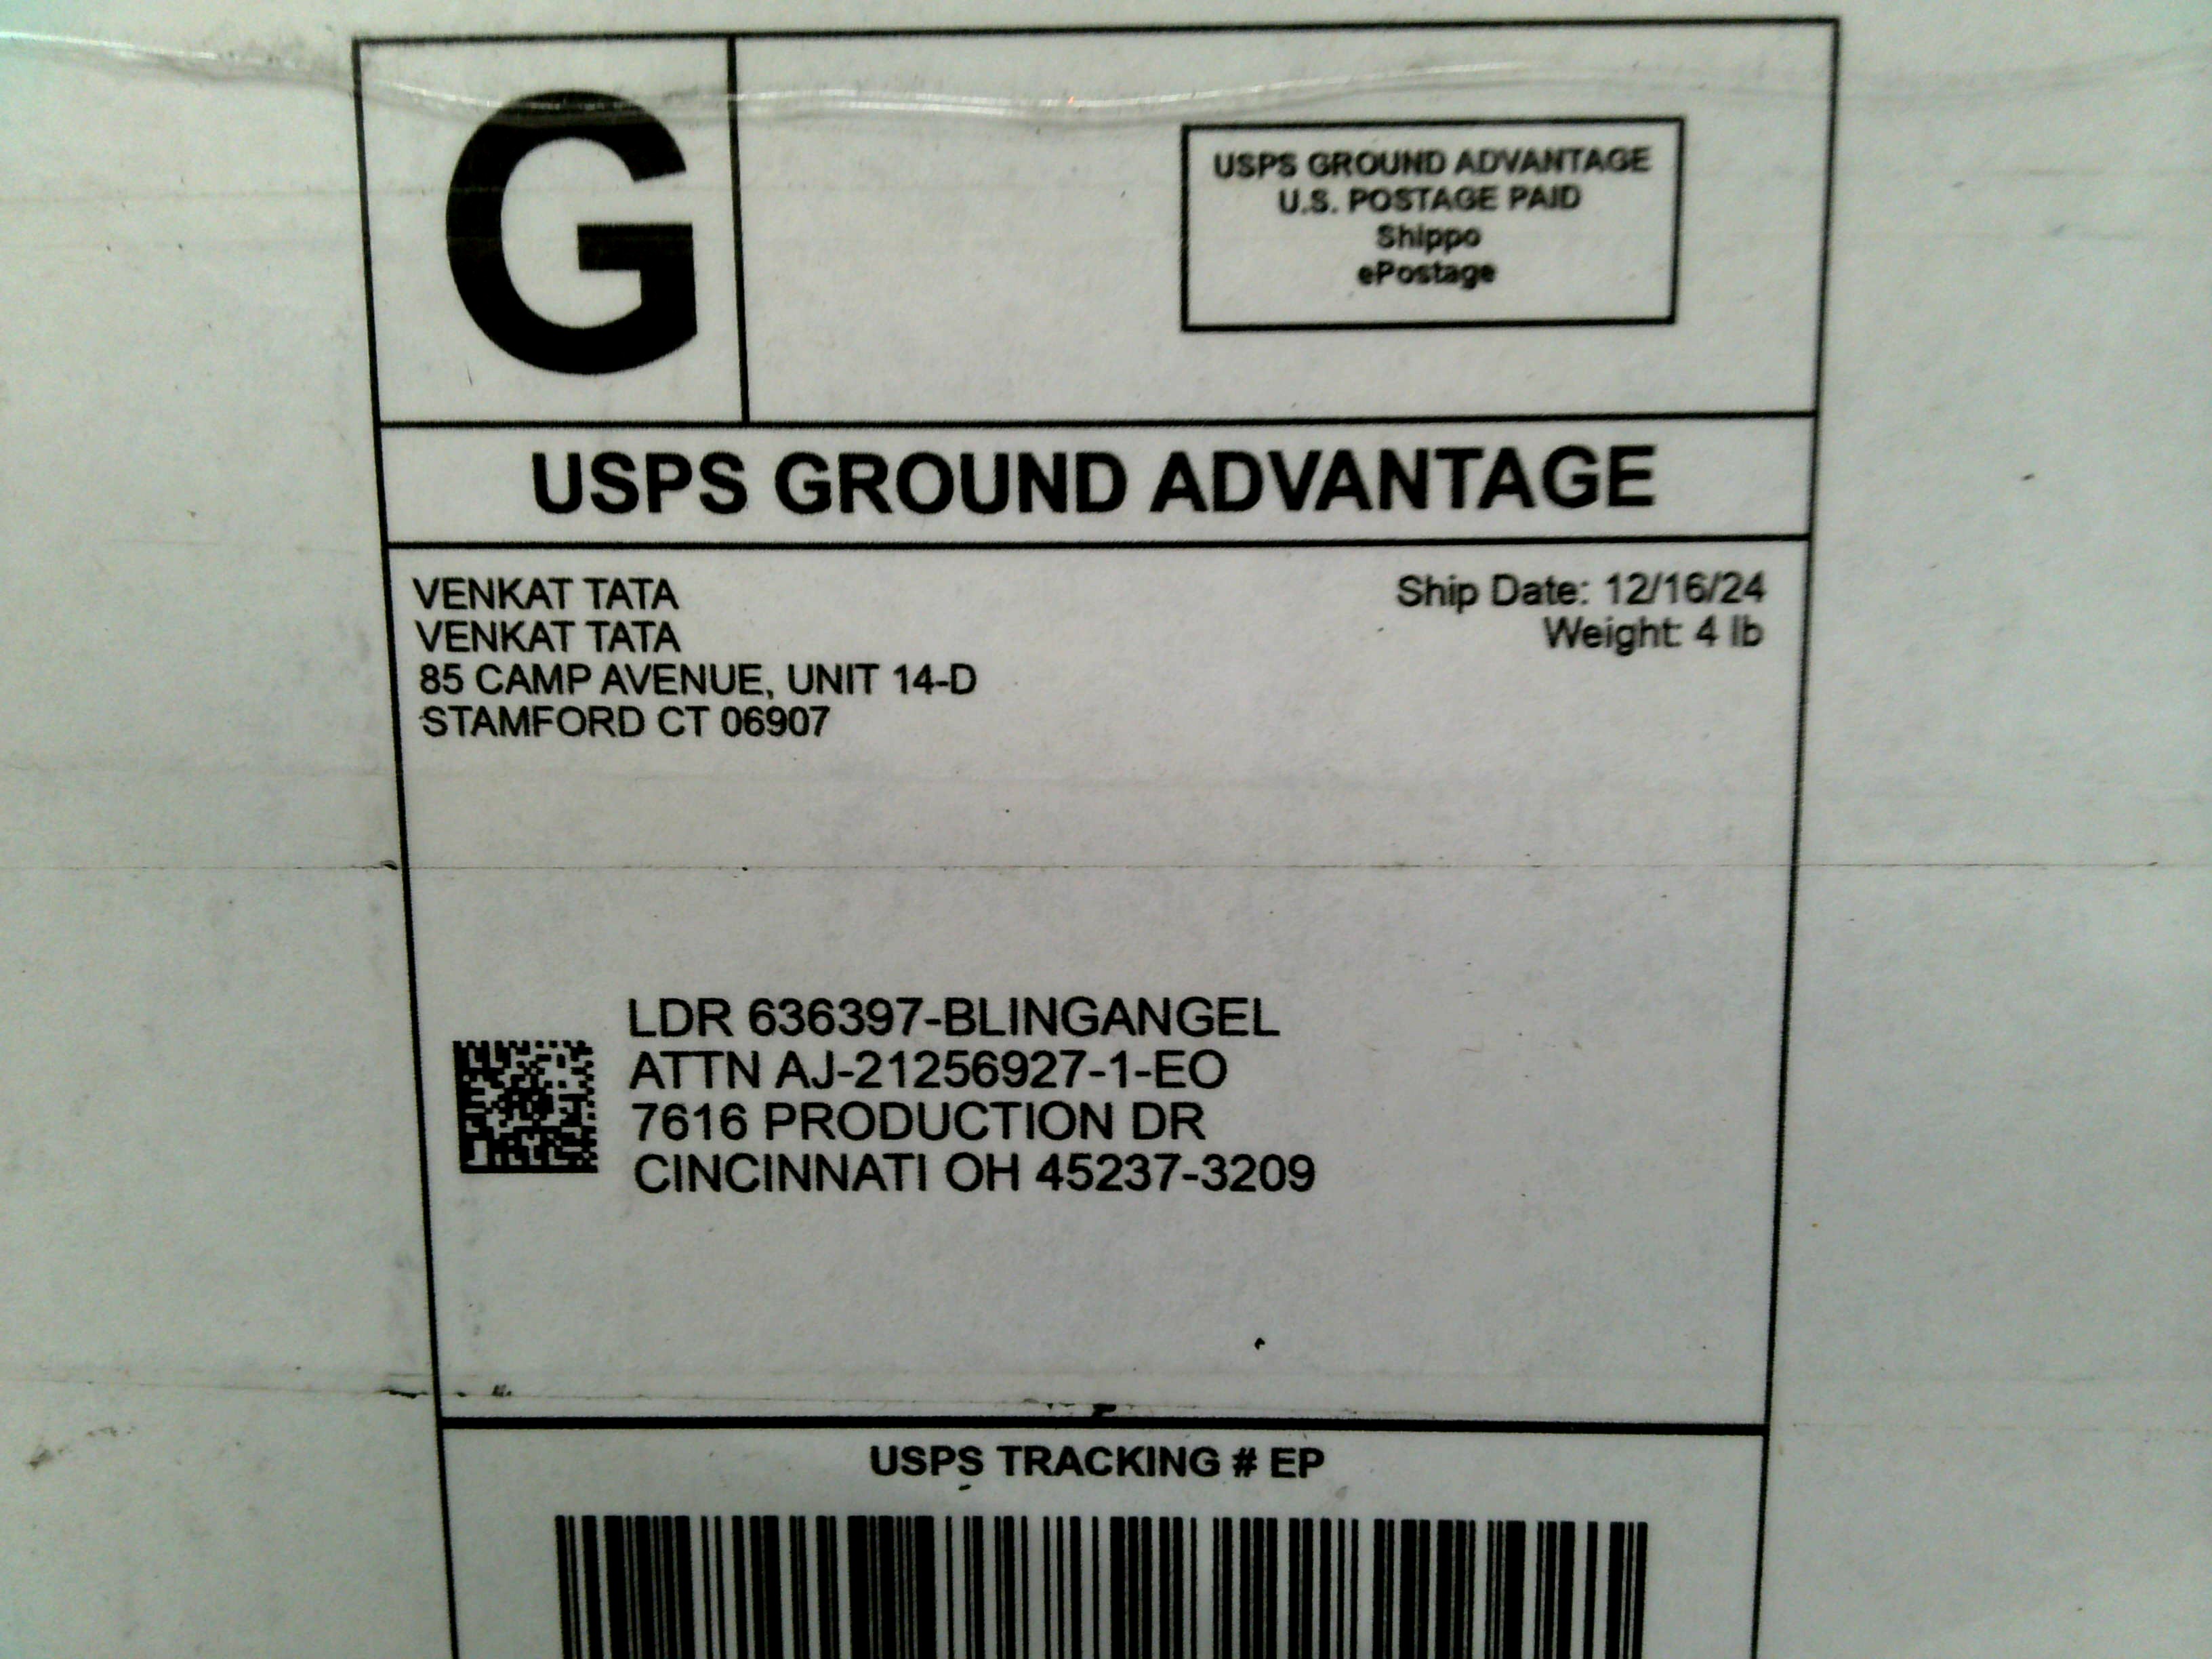 G
USPS GROUND ADVANTAGE
U.S. POSTAGE PAID
Shippo
ePostage
USPS GROUND ADVANTAGE
VENKAT TATA
VENKAT TATA
85 CAMP AVENUE, UNIT 14-D
STAMFORD CT 06907
Ship Date: 12/16/24
Weight: 4 lb
LDR 636397-BLINGANGEL
ATTN AJ-21256927-1-EO
7616 PRODUCTION DR
CINCINNATI OH 45237-3209
USPS TRACKING # EP